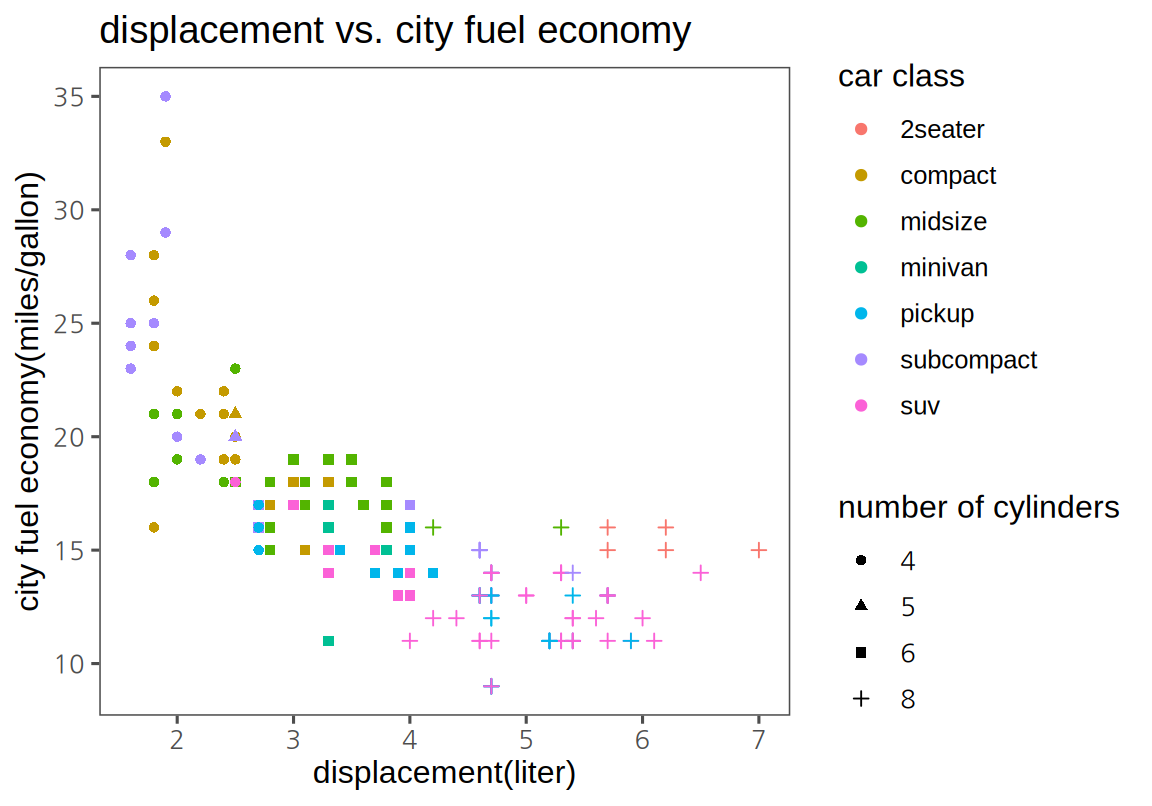 displacement vs. city fuel economy
city fuel economy(miles/gallon)
35
30
25
20
15
10
2 3 4 5 6 7
displacement(liter)
car class
2seater
compact
midsize
minivan
pickup
subcompact
suv
number of cylinders
4
5
6
8